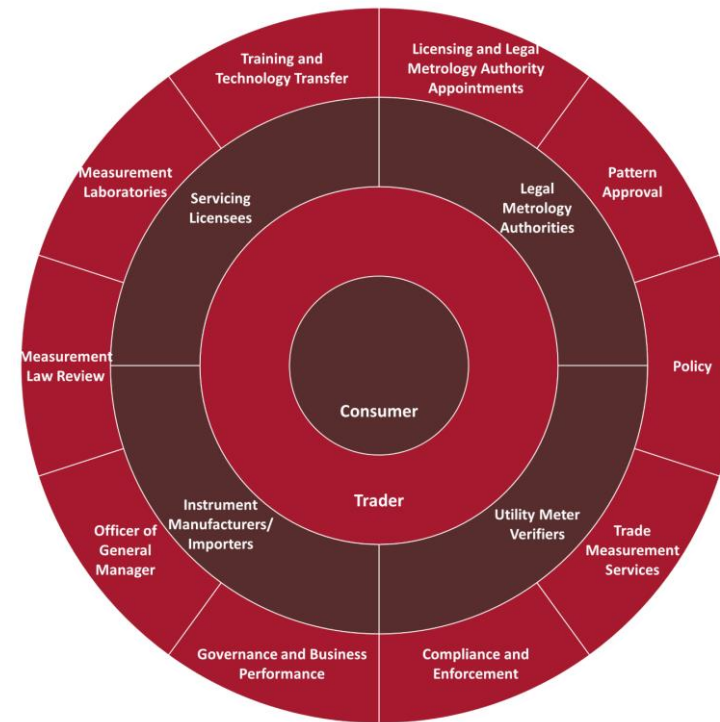 Training and
Technology Transfer
Licensing and Legal
Metrology Authority
Appointments
Measurement
Laboratories
Servicing
Licensees
Legal
Metrology
Authorities
Pattern
Approval
Measurement
Law Review
Policy
Consumer
Trader
Instrument
Manufacturers/
Importers
Utility Meter
Verifiers
Officer of
General
Manager
Trade
Measurement
Services
Governance and Business
Performance
Compliance and
Enforcement